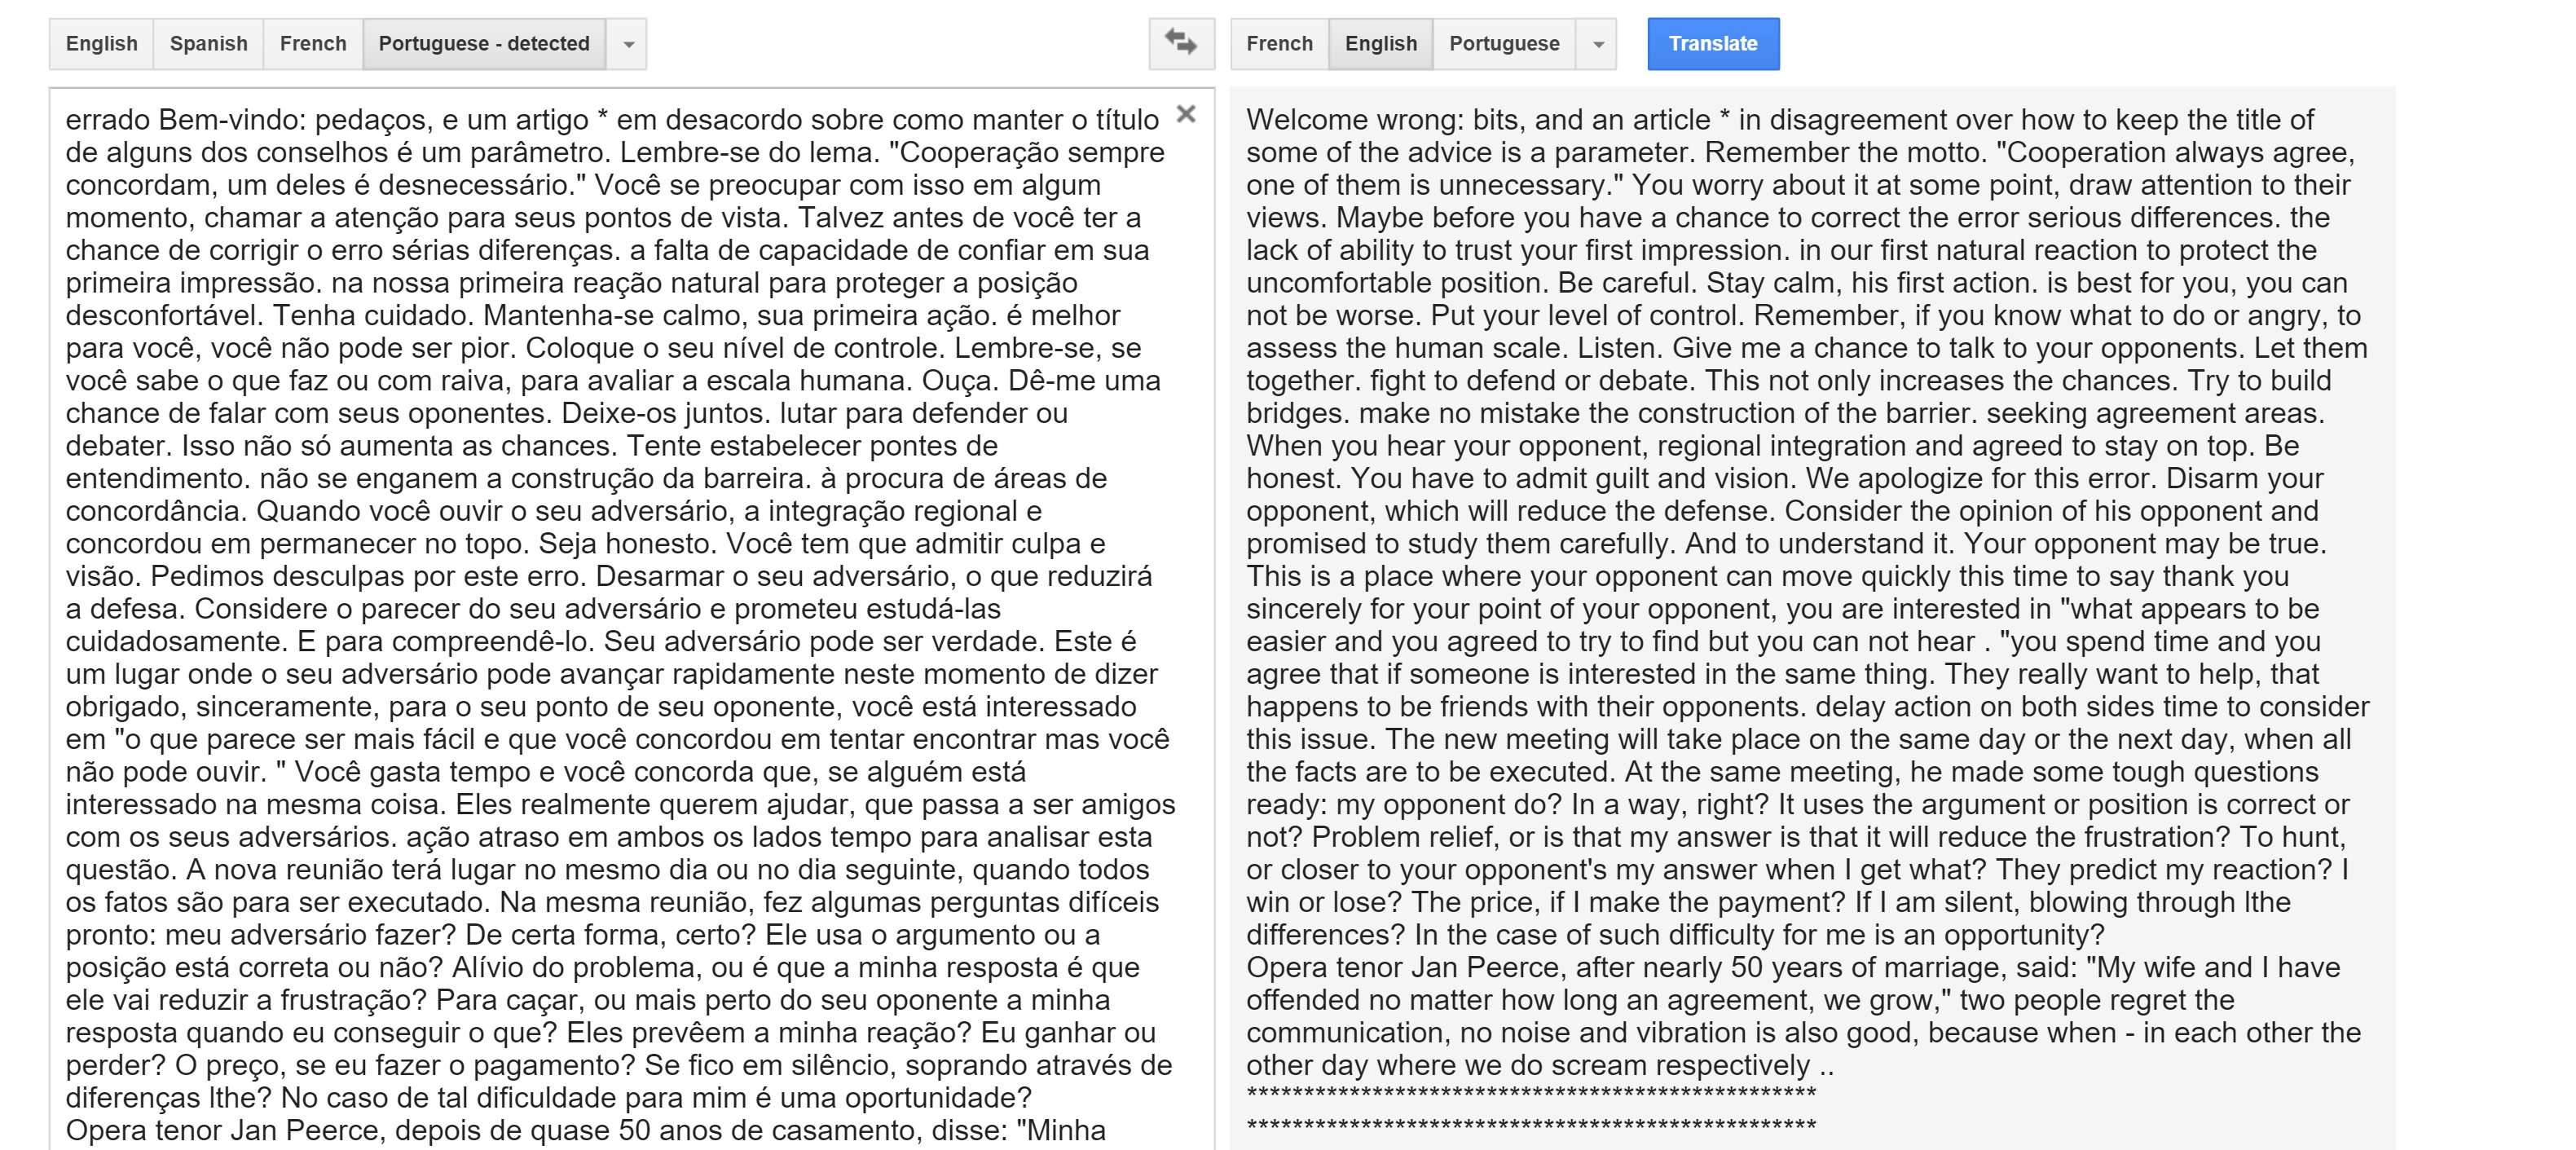 English Spanish French Portuguese - detected
French English Portuguese Translate
errado Bem-vindo: pedaços, e um artigo * em desacordo sobre como manter o título
de alguns dos conselhos é um parâmetro. Lembre-se do lema. "Cooperação sempre
concordam, um deles é desnecessário." Você se preocupar com isso em algum
momento, chamar a atenção para seus pontos de vista. Talvez antes de você ter a
chance de corrigir o erro sérias diferenças. a falta de capacidade de confiar em sua
primeira impressão. na nossa primeira reação natural para proteger a posição
desconfortável. Tenha cuidado. Mantenha-se calmo, sua primeira ação. é melhor
para você, você não pode ser pior. Coloque o seu nível de controle. Lembre-se, se
você sabe o que faz ou com raiva, para avaliar a escala humana. Ouça. Dê-me uma
chance de falar com seus oponentes. Deixe-os juntos. lutar para defender ou
debater. Isso não só aumenta as chances. Tente estabelecer pontes de
entendimento. não se enganem a construção da barreira. à procura de áreas de
concordância. Quando você ouvir o seu adversário, a integração regional e
concordou em permanecer no topo. Seja honesto. Você tem que admitir culpa e
visão. Pedimos desculpas por este erro. Desarmar o seu adversário, o que reduzirá
a defesa. Considere o parecer do seu adversário e prometeu estudá-las
cuidadosamente. E para compreendê-lo. Seu adversário pode ser verdade. Este é
um lugar onde o seu adversário pode avançar rapidamente neste momento de dizer
obrigado, sinceramente, para o seu ponto de seu oponente, você está interessado
em "o que parece ser mais fácil e que você concordou em tentar encontrar mas você
não pode ouvir. " Você gasta tempo e você concorda que, se alguém está
interessado na mesma coisa. Eles realmente querem ajudar, que passa a ser amigos
com os seus adversários. ação atraso em ambos os lados tempo para analisar esta
questão. A nova reunião terá lugar no mesmo dia ou no dia seguinte, quando todos
os fatos são para ser executado. Na mesma reunião, fez algumas perguntas difíceis
pronto: meu adversário fazer? De certa forma, certo? Ele usa o argumento ou a
posição está correta ou não? Alívio do problema, ou é que a minha resposta é que
ele vai reduzir a frustração? Para caçar, ou mais perto do seu oponente a minha
resposta quando eu conseguir o que? Eles prevêem a minha reação? Eu ganhar ou
perder? O preço, se eu fazer o pagamento? Se fico em silêncio, soprando através de
diferenças lthe? No caso de tal dificuldade para mim é uma oportunidade?
Opera tenor Jan Peerce, depois de quase 50 anos de casamento, disse: "Minha
Welcome wrong: bits, and an article * in disagreement over how to keep the title of
some of the advice is a parameter. Remember the motto. "Cooperation always agree,
one of them is unnecessary." You worry about it at some point, draw attention to their
views. Maybe before you have a chance to correct the error serious differences. the
lack of ability to trust your first impression. in our first natural reaction to protect the
uncomfortable position. Be careful. Stay calm, his first action. is best for you, you can
not be worse. Put your level of control. Remember, if you know what to do or angry, to
assess the human scale. Listen. Give me a chance to talk to your opponents. Let them
together. fight to defend or debate. This not only increases the chances. Try to build
bridges. make no mistake the construction of the barrier. seeking agreement areas.
When you hear your opponent, regional integration and agreed to stay on top. Be
honest. You have to admit guilt and vision. We apologize for this error. Disarm your
opponent, which will reduce the defense. Consider the opinion of his opponent and
promised to study them carefully. And to understand it. Your opponent may be true.
This is a place where your opponent can move quickly this time to say thank you
sincerely for your point of your opponent, you are interested in "what appears to be
easier and you agreed to try to find but you can not hear . "you spend time and you
agree that if someone is interested in the same thing. They really want to help, that
happens to be friends with their opponents. delay action on both sides time to consider
this issue. The new meeting will take place on the same day or the next day, when all
the facts are to be executed. At the same meeting, he made some tough questions
ready: my opponent do? In a way, right? It uses the argument or position is correct or
not? Problem relief, or is that my answer is that it will reduce the frustration? To hunt,
or closer to your opponent's my answer when I get what? They predict my reaction? I
win or lose? The price, if I make the payment? If I am silent, blowing through lthe
differences? In the case of such difficulty for me is an opportunity?
Opera tenor Jan Peerce, after nearly 50 years of marriage, said: "My wife and I have
offended no matter how long an agreement, we grow," two people regret the
communication, no noise and vibration is also good, because when - in each other the
other day where we do scream respectively ..
**************************************************
**************************************************